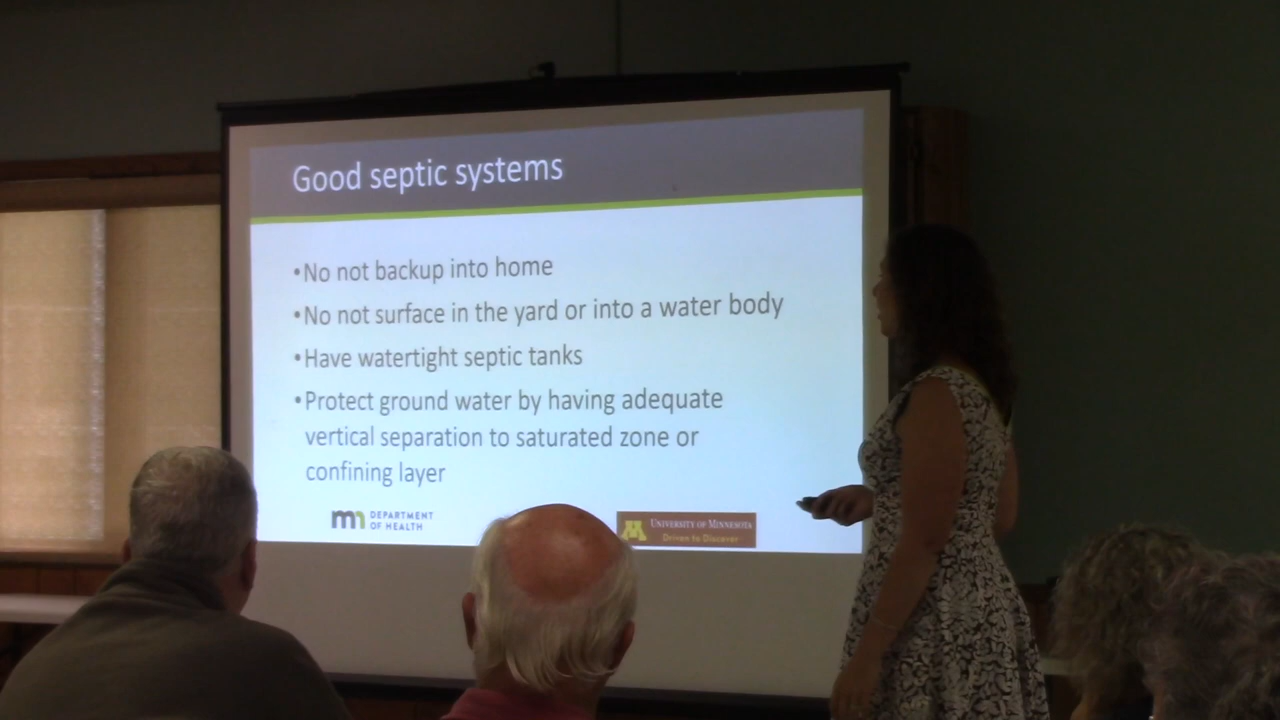 Good septic systems
•No not backup into home
•No not surface in the yard or into a water body
•Have watertight septic tanks
•Protect ground water by having adequate
vertical separation to saturated zone or
confining layer
mn DEPARTMENT
OF HEALTH
M UNIVERSITY OF MINNESOTA
Driven to Discover